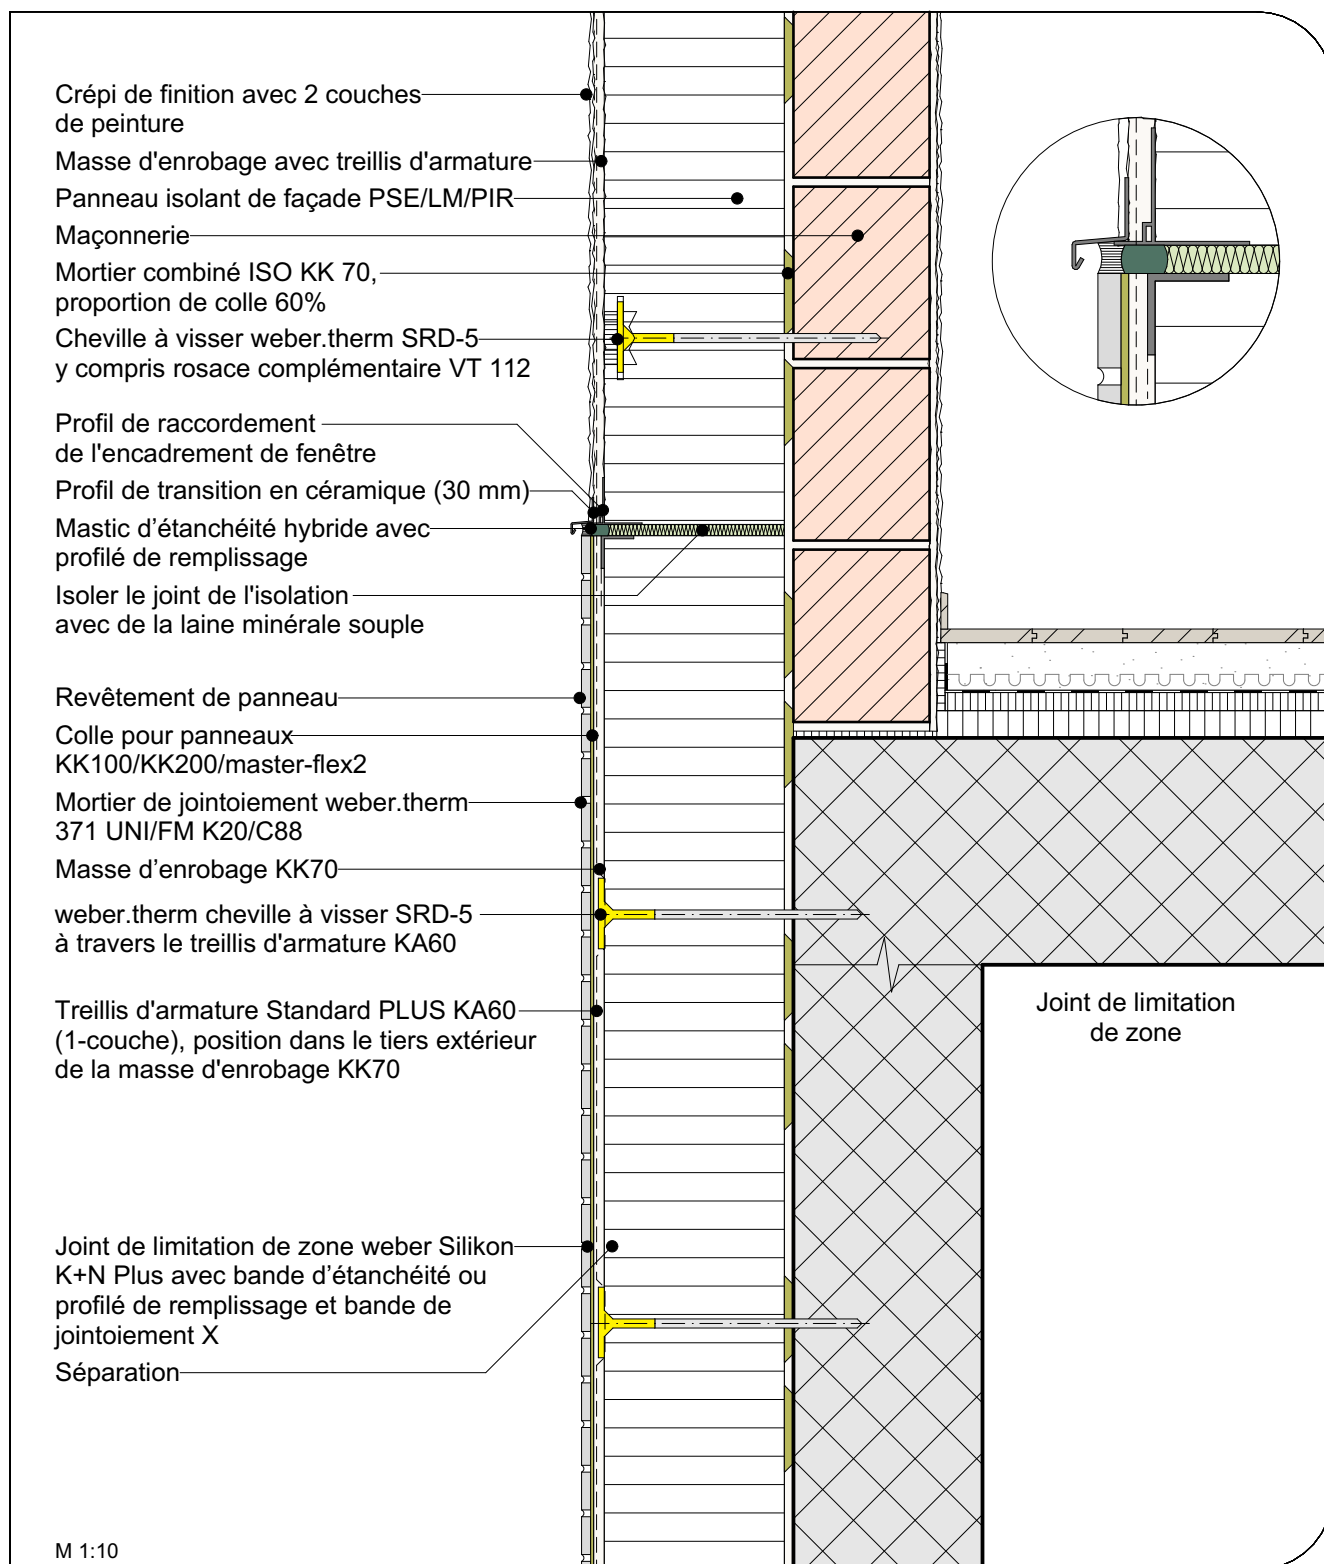 Crépi de finition avec 2 couches
de peinture
Masse d'enrobage avec treillis d'armature
Panneau isolant de façade PSE/LM/PIR
Maçonnerie
Mortier combiné ISO KK 70,
proportion de colle 60%
Cheville à visser weber.therm SRD-5
y compris rosace complémentaire VT 112
Profil de raccordement
de l'encadrement de fenêtre
Profil de transition en céramique (30 mm)
Mastic d’étanchéité hybride avec
profilé de remplissage
Isoler le joint de l'isolation
avec de la laine minérale souple
Revêtement de panneau
Colle pour panneaux
KK100/KK200/master-flex2
Mortier de jointoiement weber.therm
371 UNI/FM K20/C88
Masse d’enrobage KK70
weber.therm cheville à visser SRD-5
à travers le treillis d'armature KA60
Treillis d'armature Standard PLUS KA60
(1-couche), position dans le tiers extérieur
de la masse d'enrobage KK70
Joint de limitation
de zone
Joint de limitation de zone weber Silikon
K+N Plus avec bande d’étanchéité ou
profilé de remplissage et bande de
jointoiement X
Séparation
M 1:10